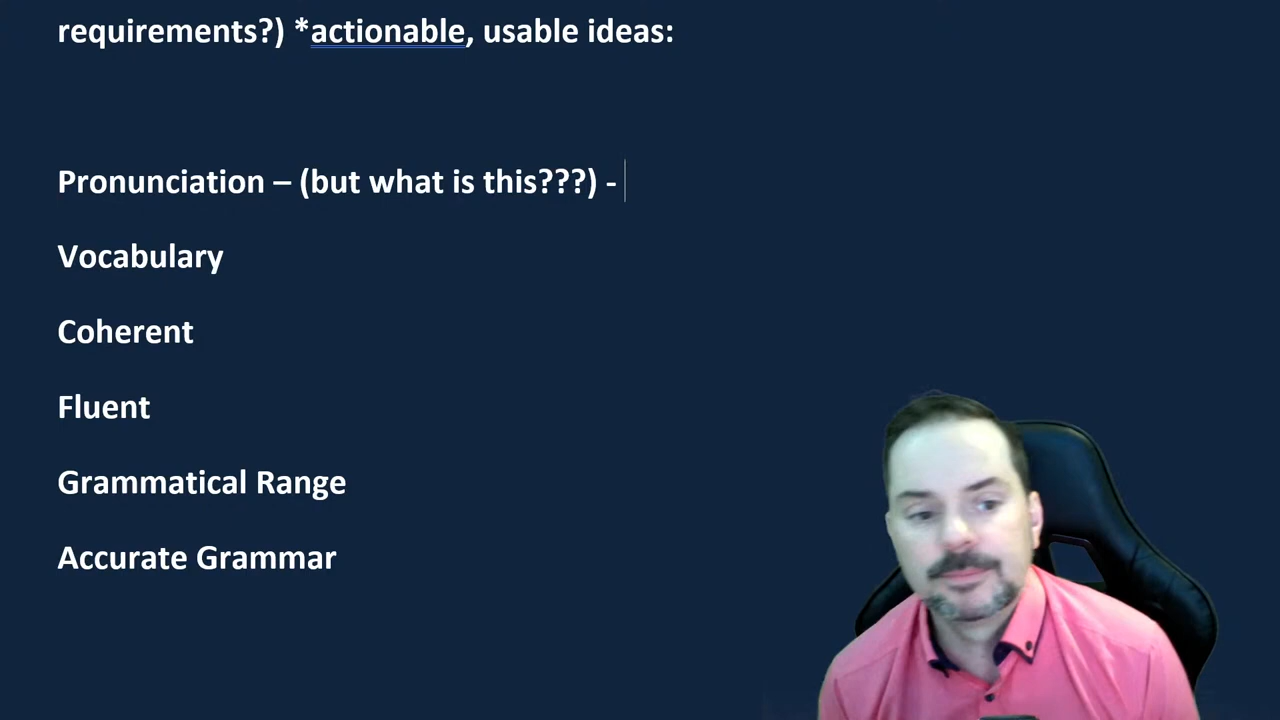 requirements?) *actionable, usable ideas:
Pronunciation – (but what is this???) -
Vocabulary
Coherent
Fluent
Grammatical Range
Accurate Grammar